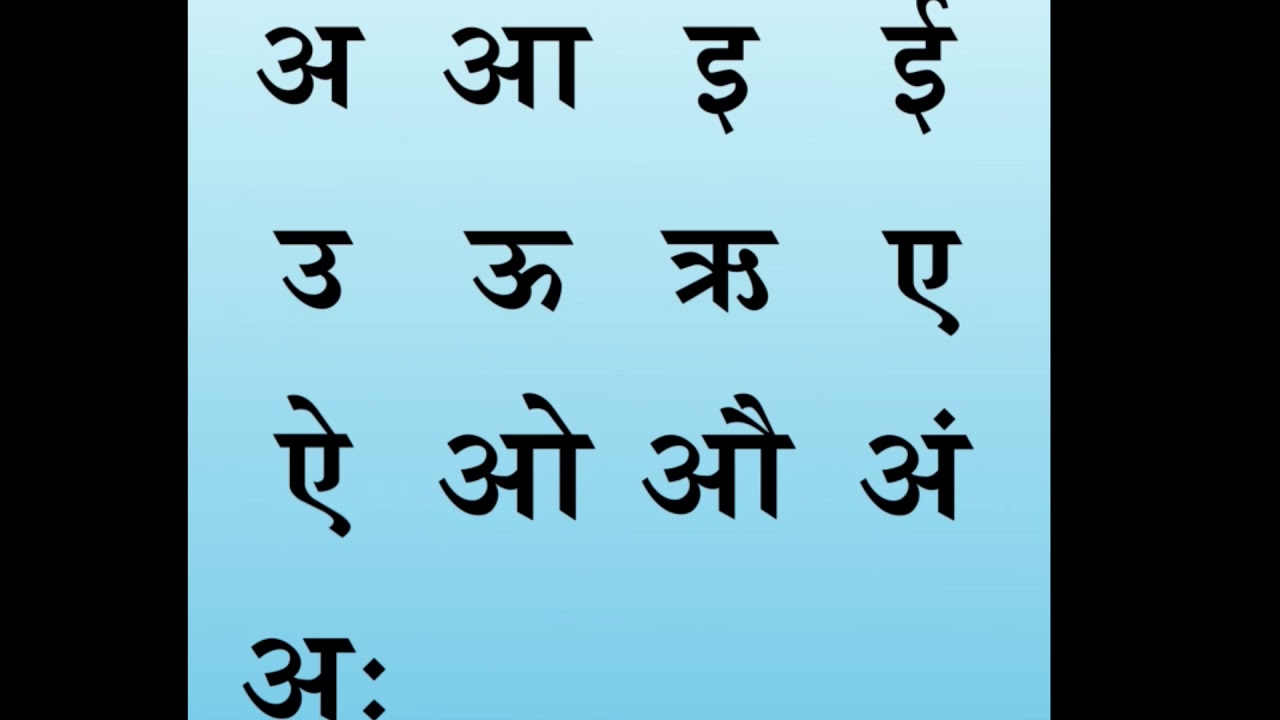 अ आ इ ई
उ ऊ ऋ ए
ऐ ओ औ अं
अः